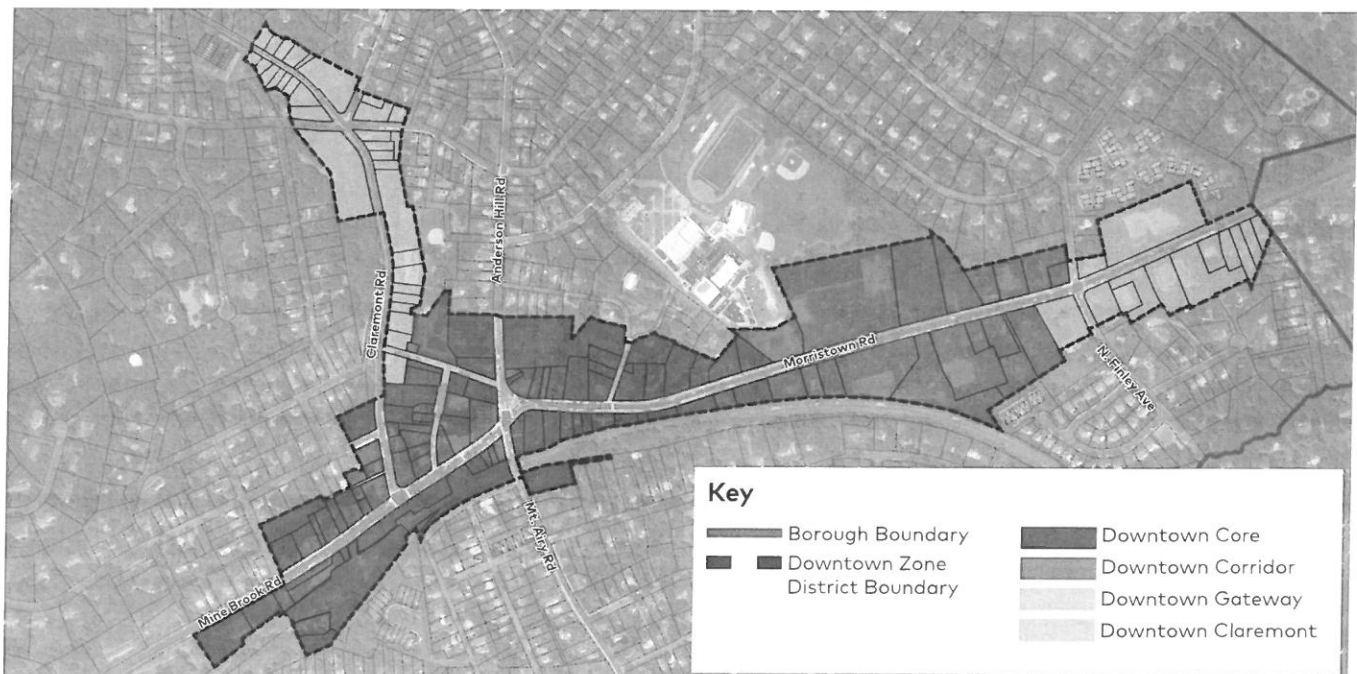 Anderson Hill Rd
Claremont Rd
Morristown Rd
N. Finley Ave
Mt. Airy Rd
Mine Brook Rd
Key
Borough Boundary
Downtown Zone
District Boundary
Downtown Core
Downtown Corridor
Downtown Gateway
Downtown Claremont